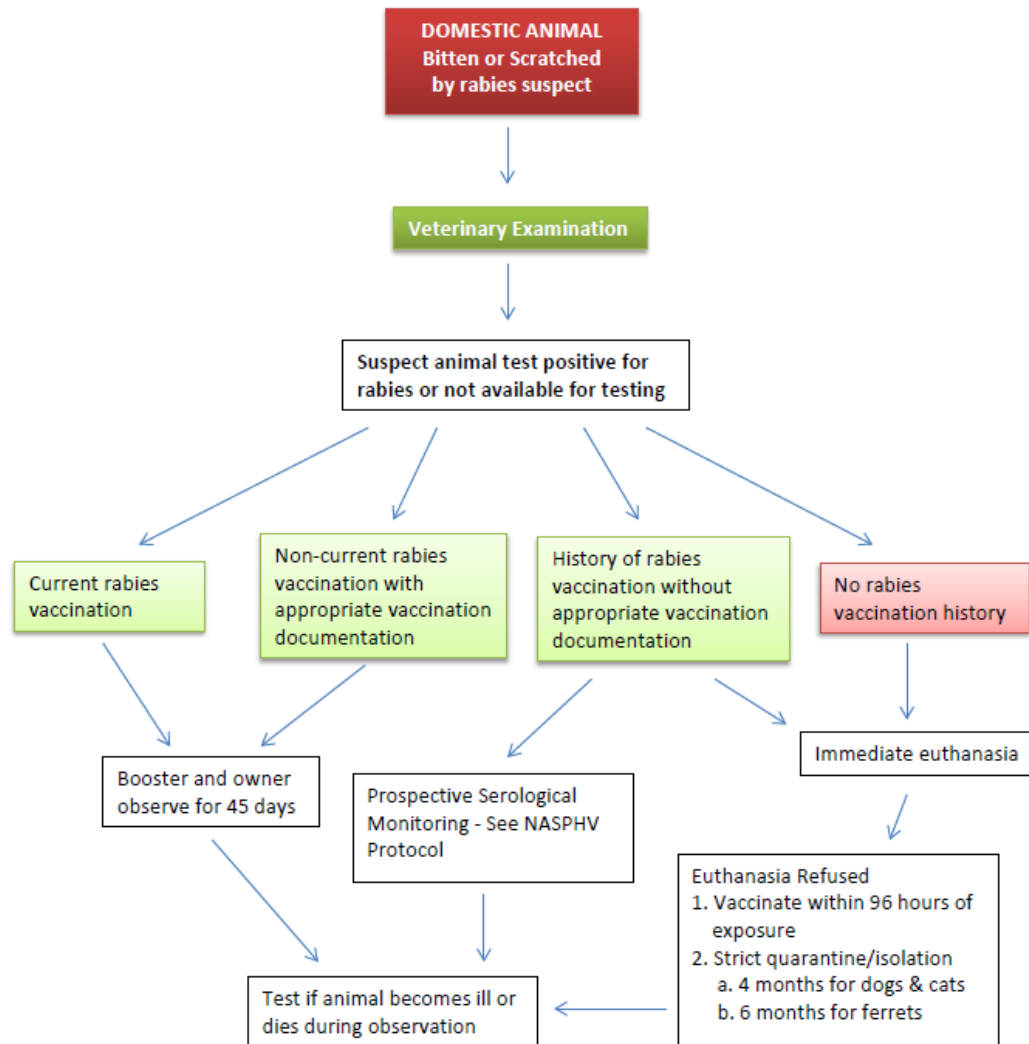 DOMESTIC ANIMAL
Bitten or Scratched
by rabies suspect
Veterinary Examination
Suspect animal test positive for
rabies or not available for testing
Current rabies
vaccination
Non-current rabies
vaccination with
appropriate vaccination
documentation
History of rabies
vaccination without
appropriate vaccination
documentation
No rabies
vaccination history
Booster and owner
observe for 45 days
Prospective Serological
Monitoring - See NASPHV
Protocol
Immediate euthanasia
Euthanasia Refused
1. Vaccinate within 96 hours of
exposure
2. Strict quarantine/isolation
a. 4 months for dogs & cats
b. 6 months for ferrets
Test if animal becomes ill or
dies during observation